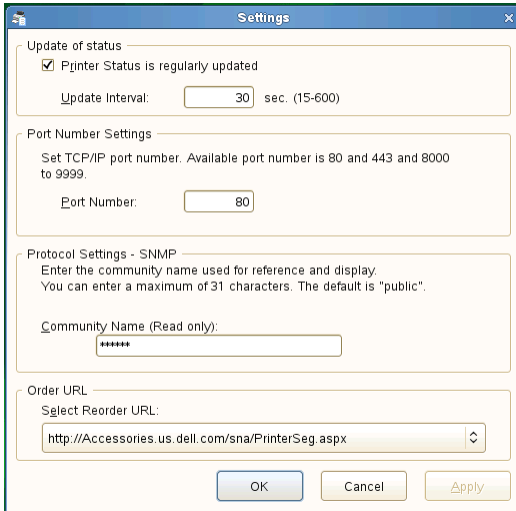 Settings
Update of status
Printer Status is regularly updated
Update Interval: 30 sec. (15-600)
Port Number Settings
Set TCP/IP port number. Available port number is 80 and 443 and 8000
to 9999.
Port Number: 80
Protocol Settings - SNMP
Enter the community name used for reference and display.
You can enter a maximum of 31 characters. The default is "public".
Community Name (Read only):
******
Order URL
Select Reorder URL:
http://Accessories.us.dell.com/sna/PrinterSeg.aspx
OK Cancel Apply